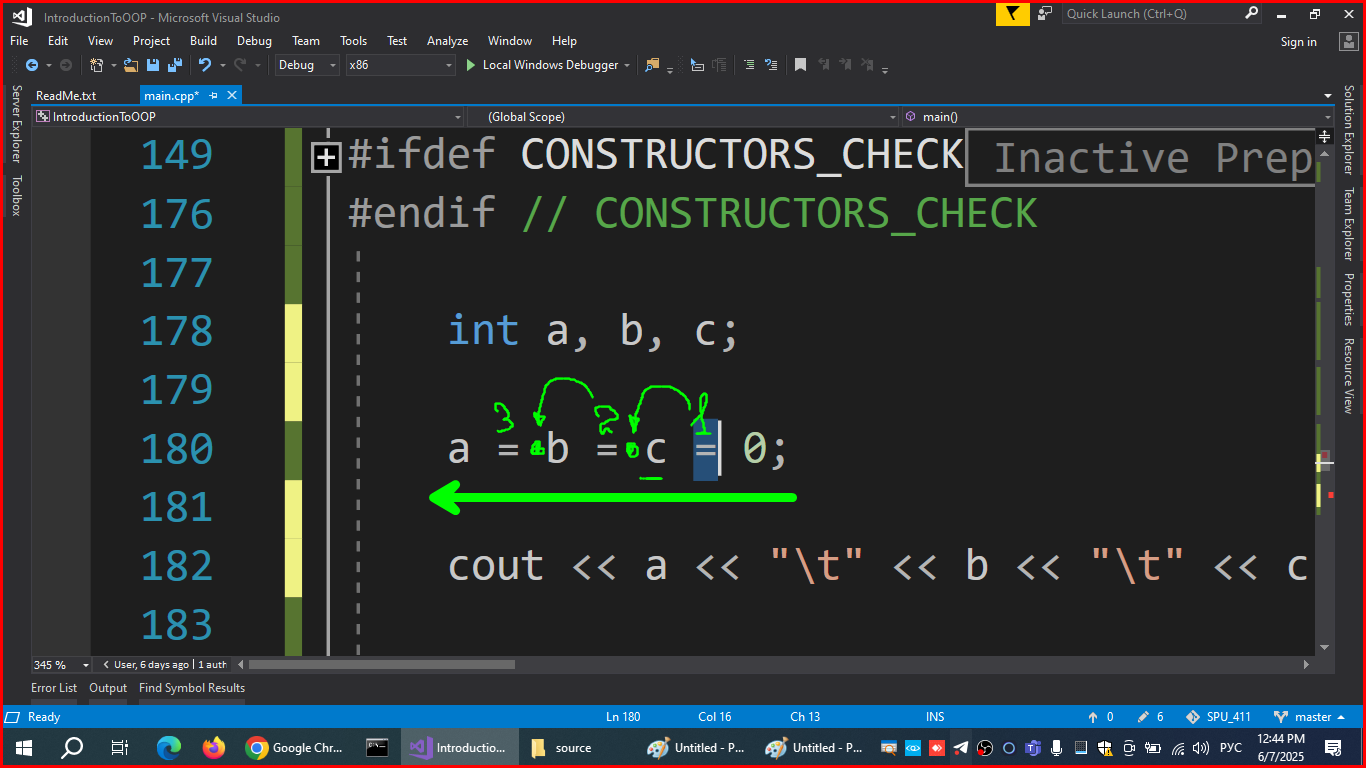 IntroductionToOOP - Microsoft Visual Studio
Quick Launch (Ctrl+Q)
File Edit View Project Build Debug Team Tools Test Analyze Window Help
Sign in
Debug x86 Local Windows Debugger
ReadMe.txt main.cpp*
IntroductionToOOP (Global Scope) main()
Server Explorer
Toolbox
Solution Explorer
Team Explorer
Properties
Resource View
149 #ifdef CONSTRUCTORS_CHECK Inactive Prep
176 #endif // CONSTRUCTORS_CHECK
177
178 int a, b, c;
179
3 2 1
180 a = b = c = 0;
181
182 cout << a << "\t" << b << "\t" << c
183
345 % User, 6 days ago | 1 auth
Error List Output Find Symbol Results
Ready Ln 180 Col 16 Ch 13 INS 0 6 SPU_411 master
Google Chr... Introductio... source Untitled - P... Untitled - P... РУС 12:44 PM
6/7/2025